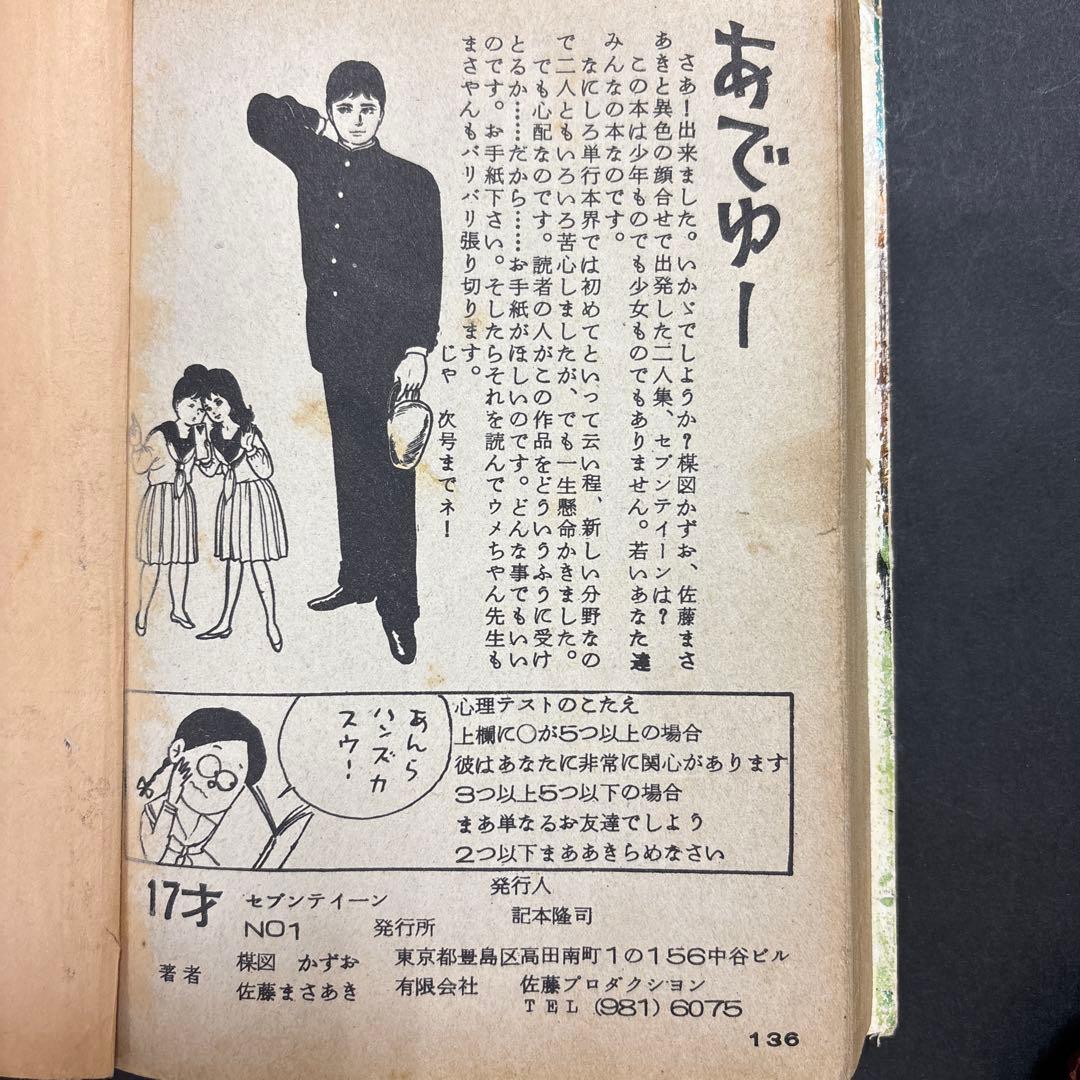 あでゆー
さあ！出来ました。いかゞでしようか？楳図かずお、佐藤まさ
あきと異色の顔合せで出発した二人集、セブンテイーンは？
この本は少年ものでも少女ものでもありません。若いあなた達
みんなの本なのです。
なにしろ単行本界では初めてといって云い程、新しい分野なの
で二人ともいろいろ苦心しましたが、でも一生懸命かきました。
でも心配なのです。読者の人がこの作品をどういうふうに受け
とるか……だから……お手紙がほしいのです。どんな事でもいい
のです。お手紙下さい。そしたらそれを読んでウメちゃん先生も
まさやんもバリバリ張り切ります。
じゃ 次号までネ！
あんら
ハンズカ
スウー！
心理テストのこたえ
上欄に○が5つ以上の場合
彼はあなたに非常に関心があります
3つ以上5つ以下の場合
まあ単なるお友達でしよう
2つ以下まああきらめなさい
17才 セブンテイーン
NO1
著者 楳図 かずお
佐藤まさあき
発行人
記本隆司
発行所
東京都豊島区高田南町1の156中谷ビル
有限会社 佐藤プロダクシヨン
TEL (981) 6075
136